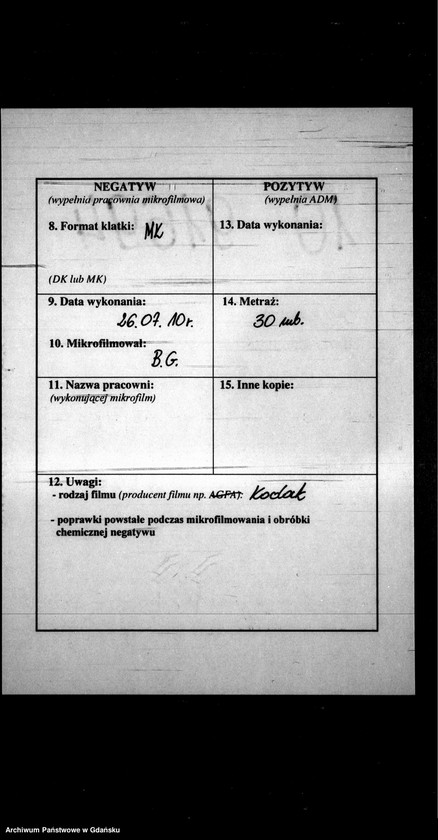 NEGATYW
(wypełnia pracownia mikrofilmowa)
8. Format klatki: MK
(DK lub MK)
POZYTYW
(wypełnia ADM)
13. Data wykonania:
9. Data wykonania:
26.07.10r.
10. Mikrofilmował:
B.G.
14. Metraż:
30 mb.
11. Nazwa pracowni:
(wykonującej mikrofilm)
15. Inne kopie:
12. Uwagi:
- rodzaj filmu (producent filmu np. AGFA): Kodak
- poprawki powstałe podczas mikrofilmowania i obróbki
chemicznej negatywu
Archiwum Państwowe w Gdańsku